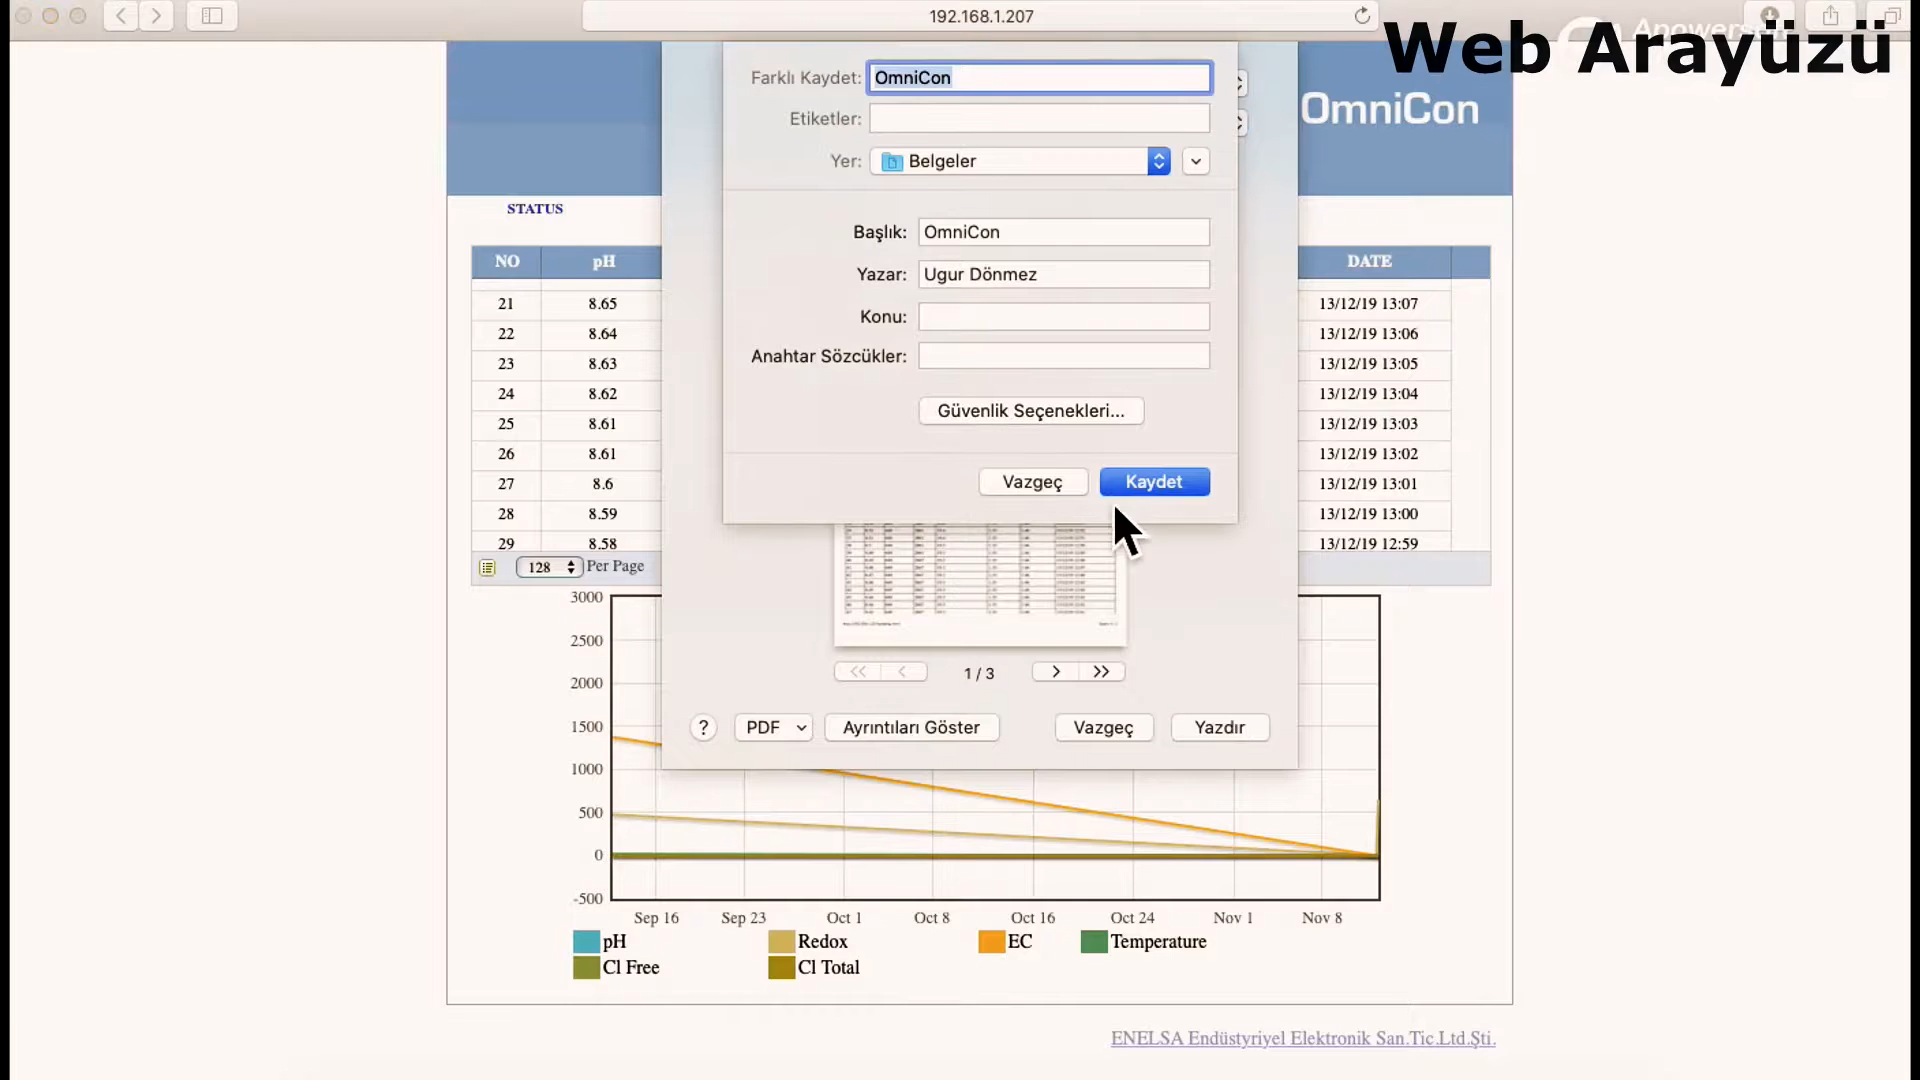 192.168.1.207
Web Arayüzü
Farklı Kaydet: OmniCon
Etiketler:
Yer: Belgeler
OmniCon
STATUS
Başlık: OmniCon
Yazar: Ugur Dönmez
Konu:
Anahtar Sözcükler:
Güvenlik Seçenekleri...
Vazgeç Kaydet
NO pH DATE
21 8.65 13/12/19 13:07
22 8.64 13/12/19 13:06
23 8.63 13/12/19 13:05
24 8.62 13/12/19 13:04
25 8.61 13/12/19 13:03
26 8.61 13/12/19 13:02
27 8.6 13/12/19 13:01
28 8.59 13/12/19 13:00
29 8.58 13/12/19 12:59
128 Per Page
1 / 3
? PDF Ayrıntıları Göster Vazgeç Yazdır
3000
2500
2000
1500
1000
500
0
-500
Sep 16 Sep 23 Oct 1 Oct 8 Oct 16 Oct 24 Nov 1 Nov 8
pH Redox EC Temperature
Cl Free Cl Total
ENELSA Endüstyriyel Elektronik San.Tic.Ltd.Şti.